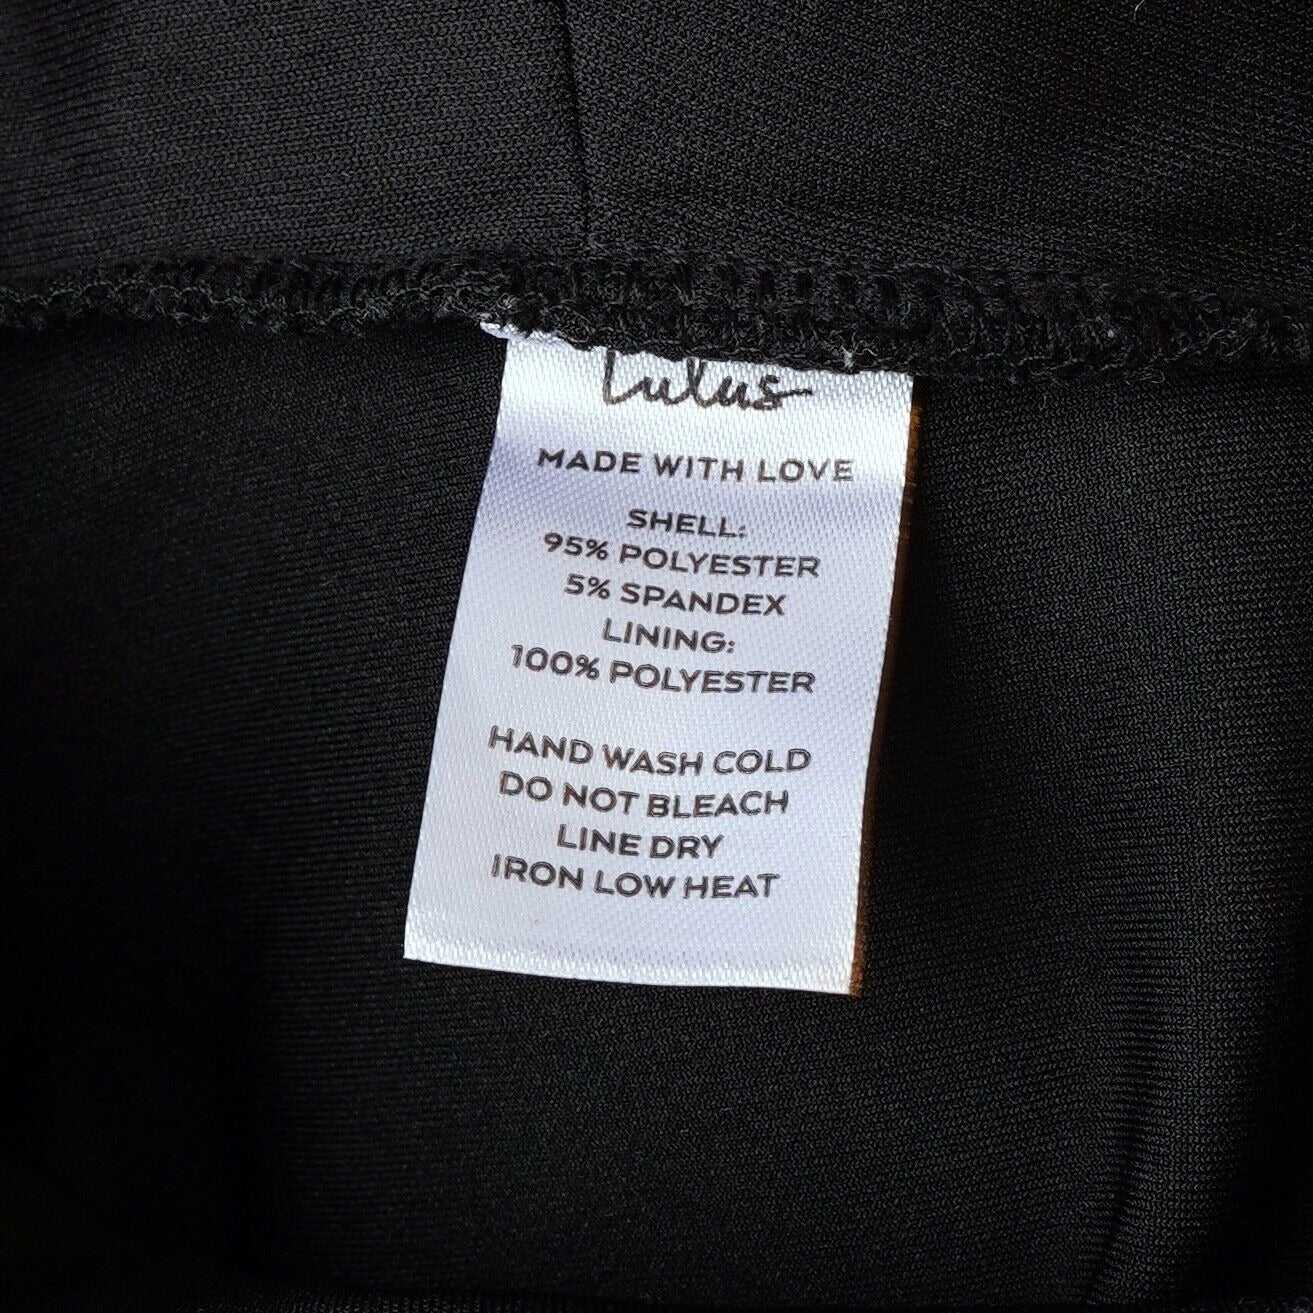 Lulus
MADE WITH LOVE
SHELL:
95% POLYESTER
5% SPANDEX
LINING:
100% POLYESTER
HAND WASH COLD
DO NOT BLEACH
LINE DRY
IRON LOW HEAT